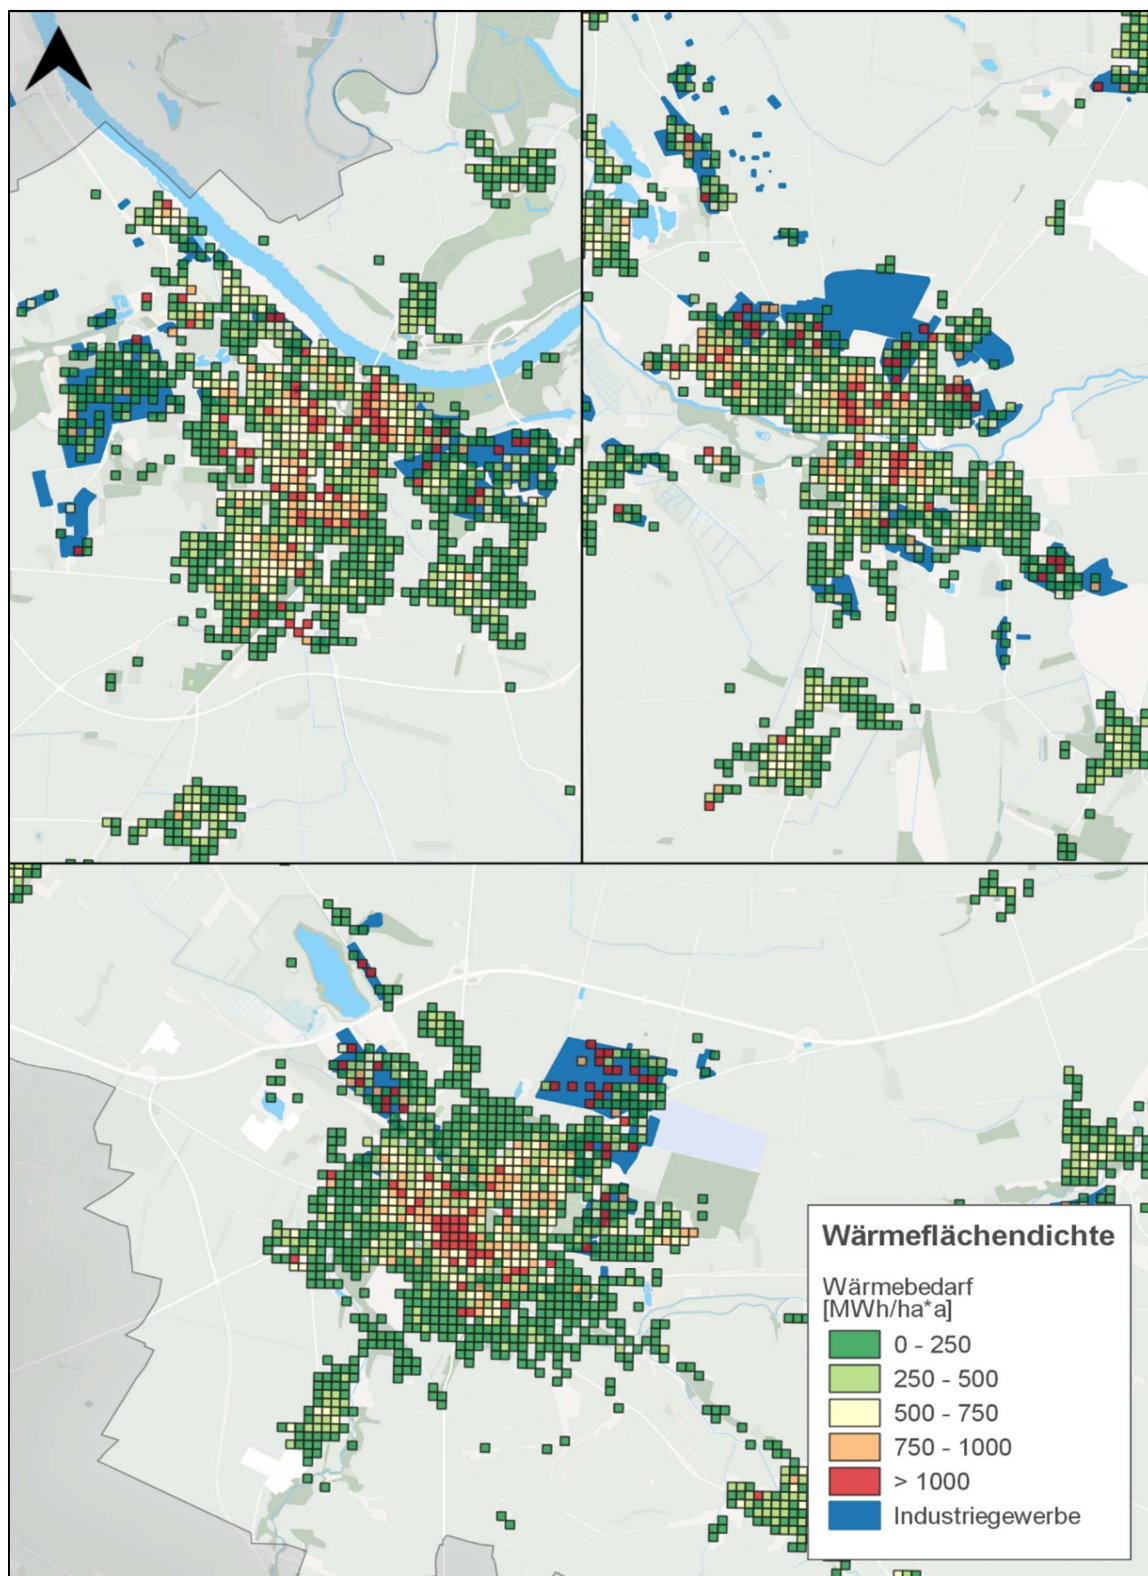 Wärmeflächendichte
Wärmebedarf
[MWh/ha*a]
0 - 250
250 - 500
500 - 750
750 - 1000
> 1000
Industriegewerbe